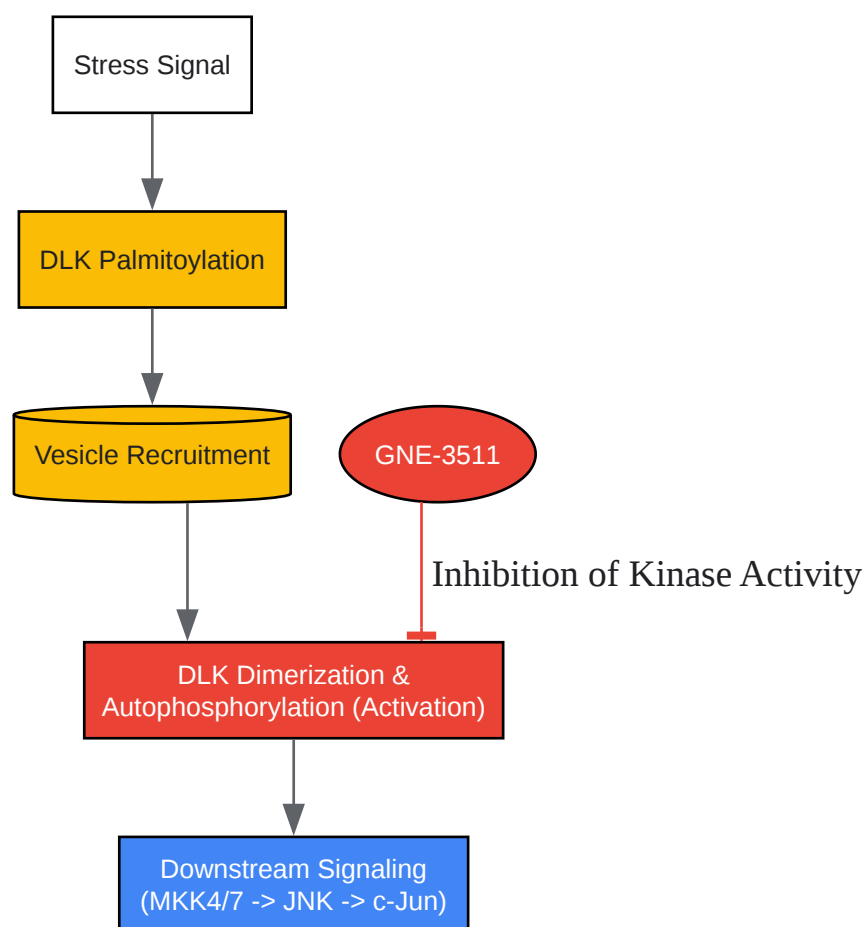 Stress Signal
DLK Palmitoylation
Vesicle Recruitment
GNE-3511
Inhibition of Kinase Activity
DLK Dimerization &
Autophosphorylation (Activation)
Downstream Signaling
(MKK4/7 -> JNK -> c-Jun)